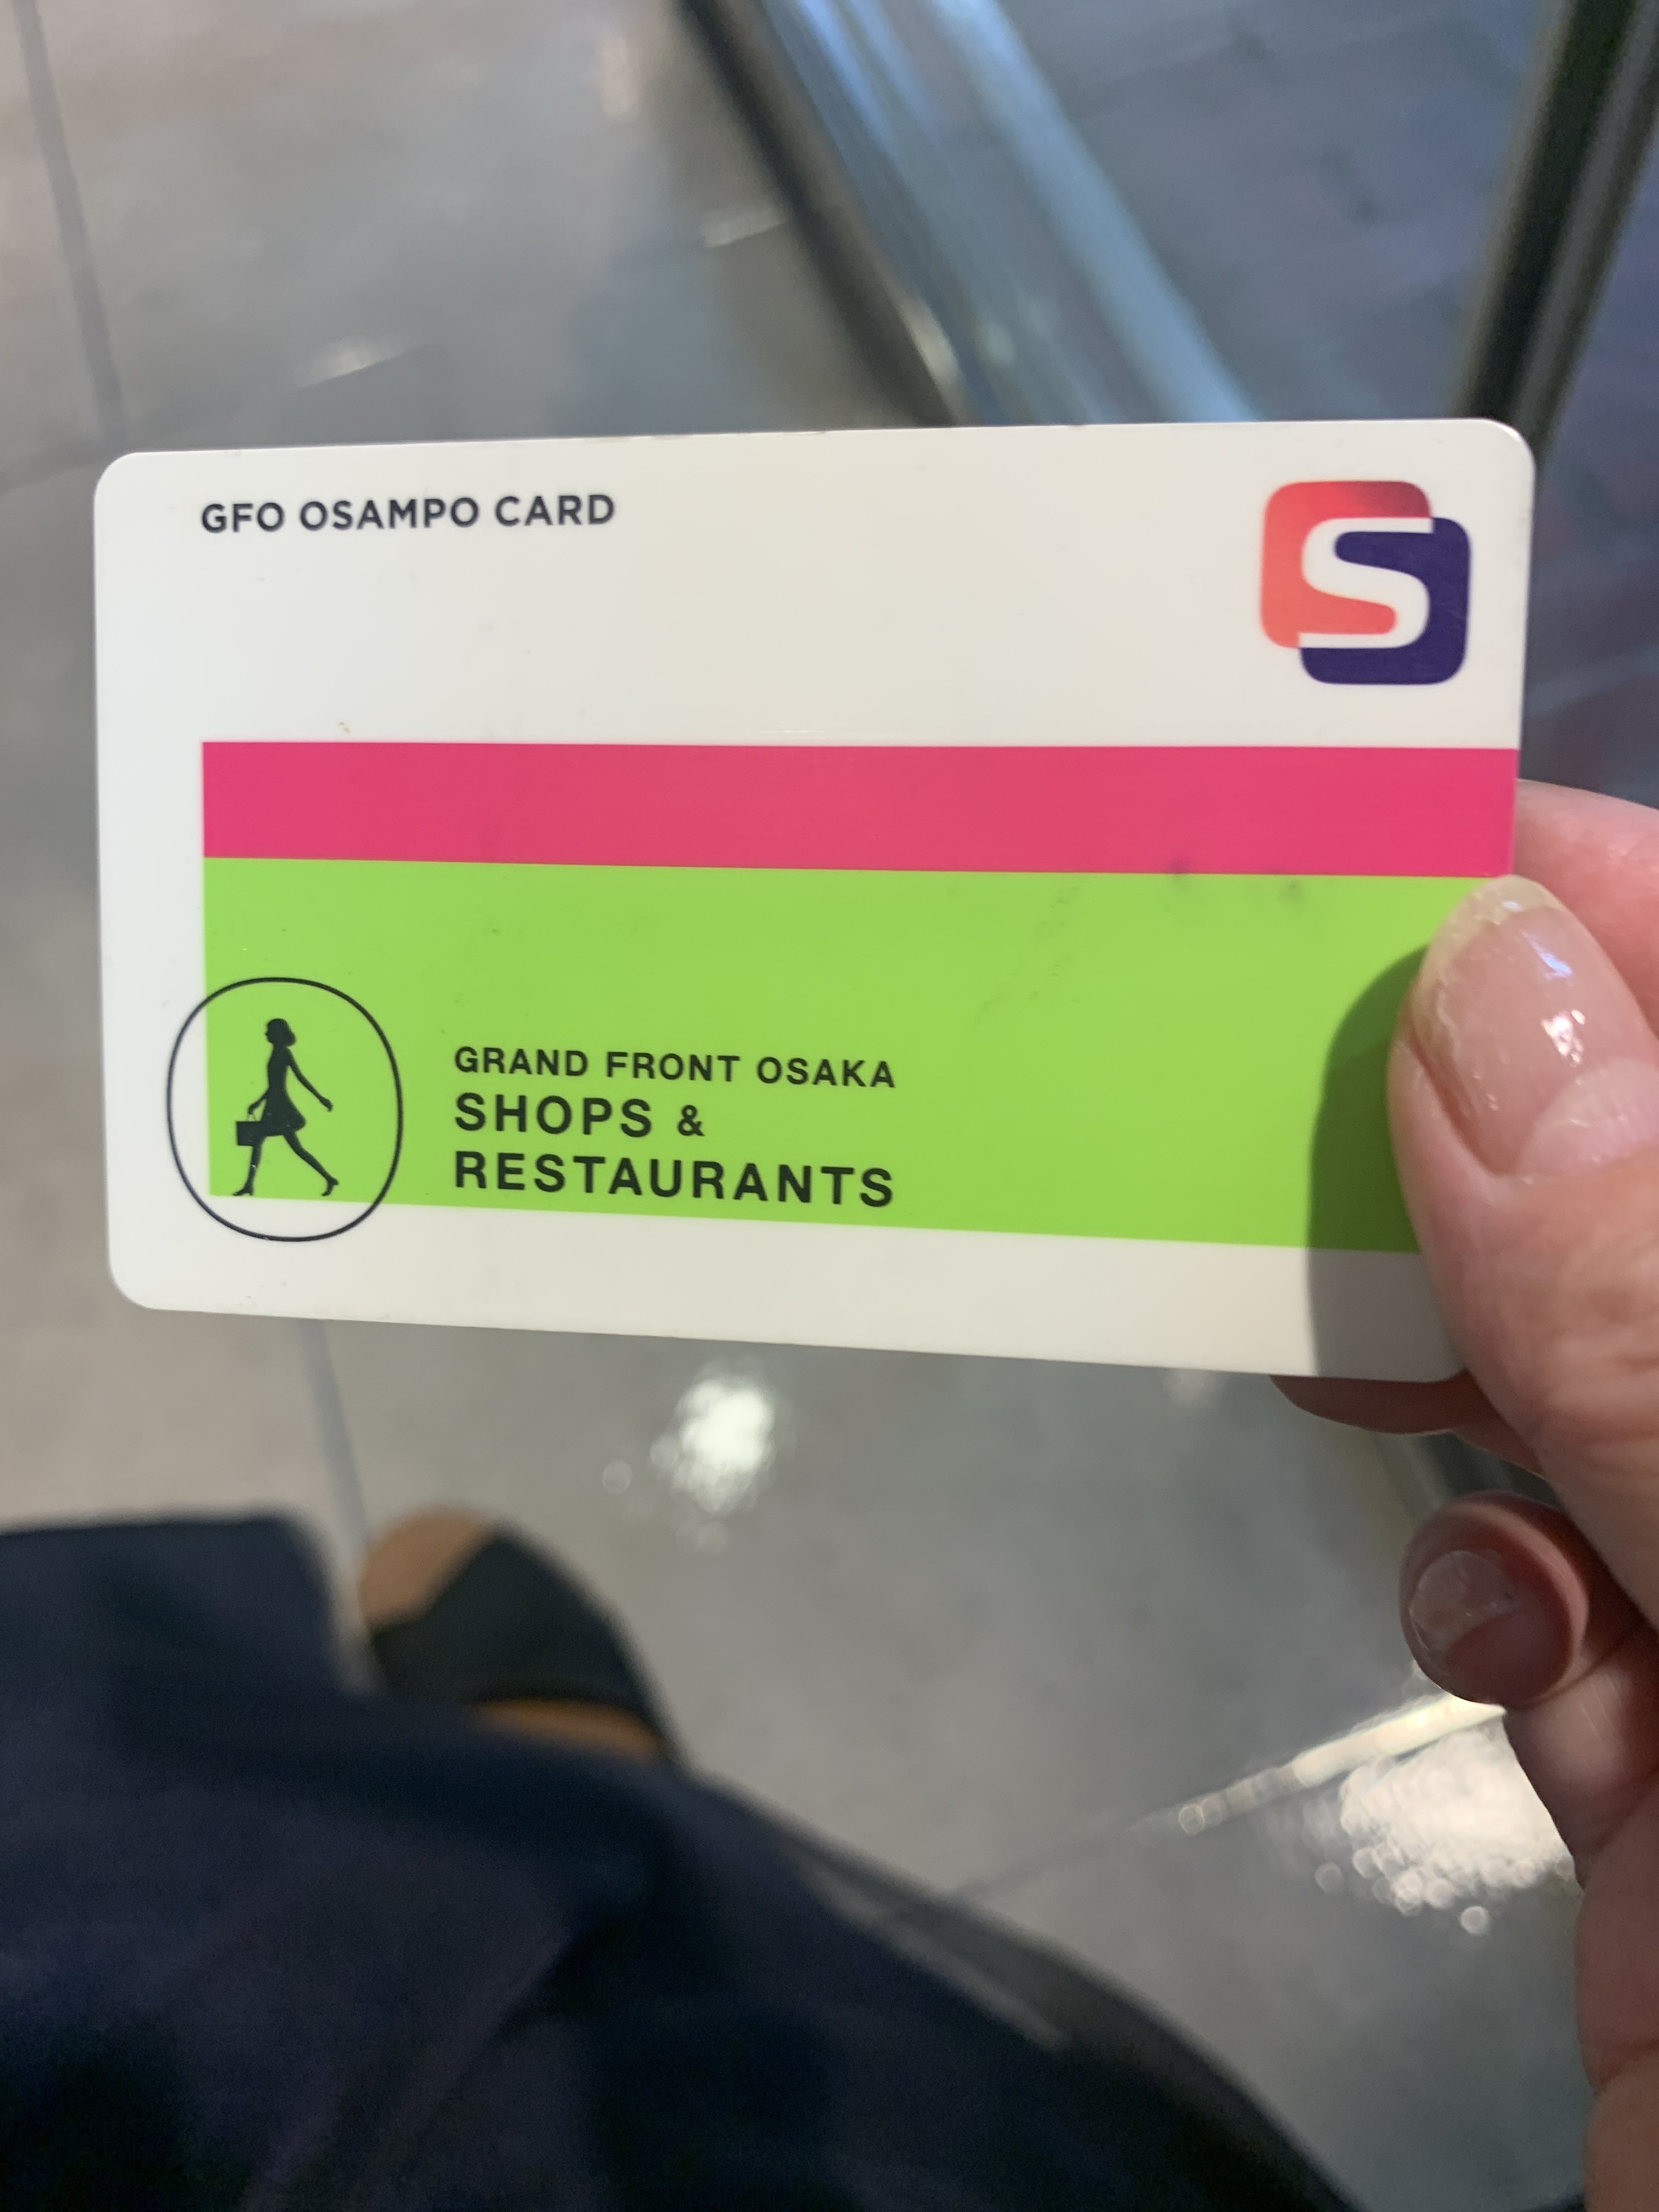 GFO OSAMPO CARD
S
GRAND FRONT OSAKA
SHOPS &
RESTAURANTS